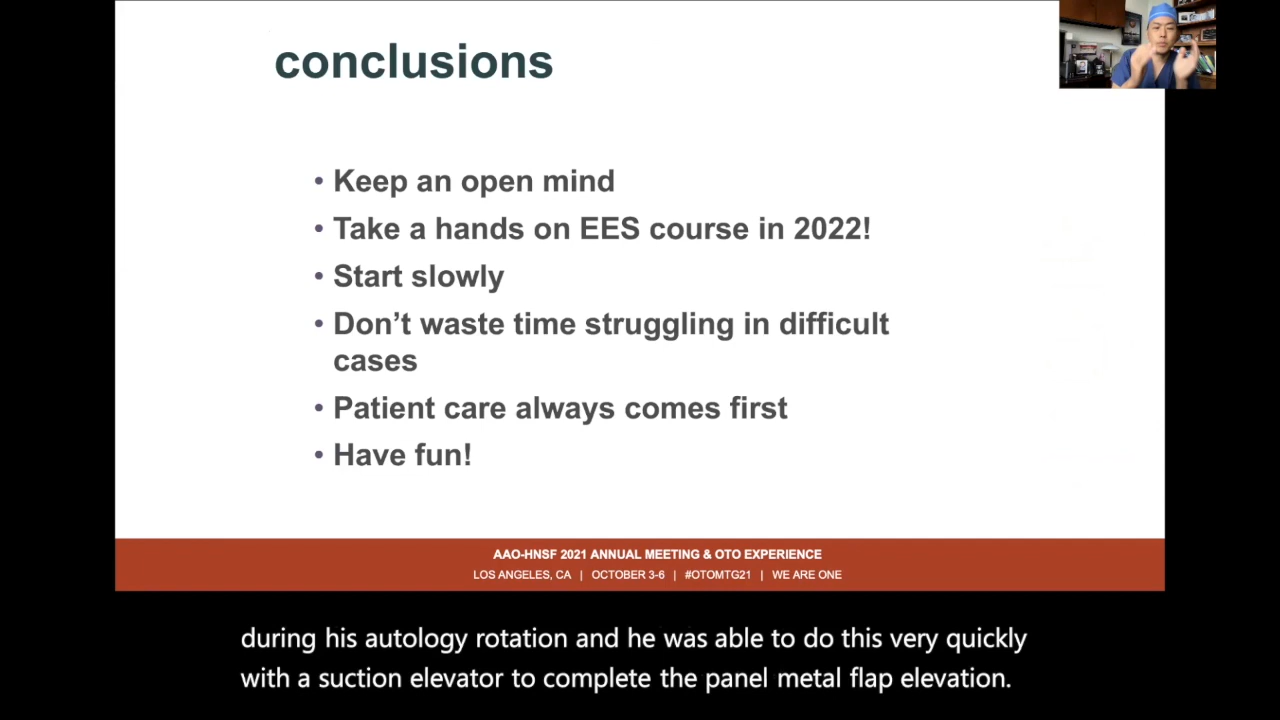 conclusions
• Keep an open mind
• Take a hands on EES course in 2022!
• Start slowly
• Don’t waste time struggling in difficult
cases
• Patient care always comes first
• Have fun!
AAO-HNSF 2021 ANNUAL MEETING & OTO EXPERIENCE
LOS ANGELES, CA | OCTOBER 3-6 | #OTOMTG21 | WE ARE ONE
during his autology rotation and he was able to do this very quickly
with a suction elevator to complete the panel metal flap elevation.